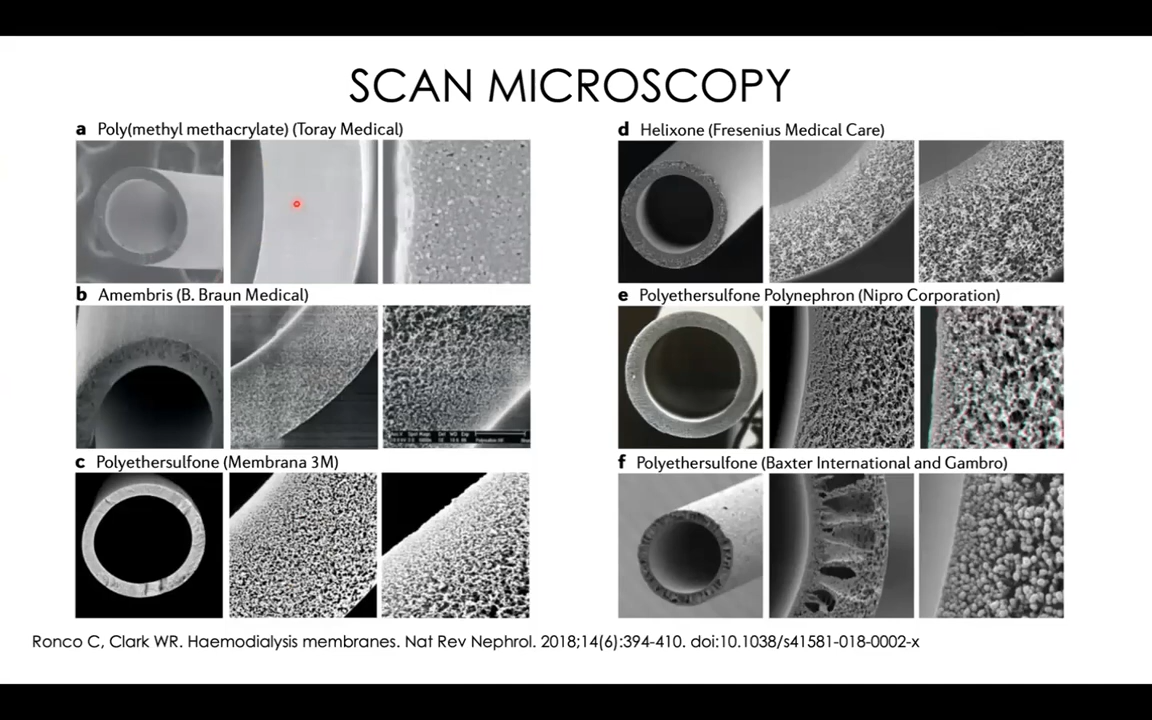 SCAN MICROSCOPY
a Poly(methyl methacrylate) (Toray Medical)
b Amembris (B. Braun Medical)
c Polyethersulfone (Membrana 3M)
d Helixone (Fresenius Medical Care)
e Polyethersulfone Polynephron (Nipro Corporation)
f Polyethersulfone (Baxter International and Gambro)
Ronco C, Clark WR. Haemodialysis membranes. Nat Rev Nephrol. 2018;14(6):394-410. doi:10.1038/s41581-018-0002-x